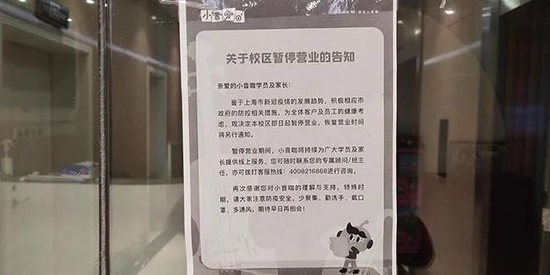 小音咖
关于校区暂停营业的告知
亲爱的小音咖学员及家长：
鉴于上海市新冠疫情的发展趋势，积极相应市
政府的防控相关措施，为全体客户及员工的健康考
虑，现决定本校区即日起暂停营业，恢复营业时间
将另行通知。
暂停营业期间，小音咖将持续为广大学员及家
长提供线上服务，您可随时联系您的专属顾问/班主
任，亦可拨打客服热线：4008216868进行咨询。
再次感谢您对小音咖的理解与支持，特殊时
期，请大家注意防疫安全，少聚集、勤洗手、戴口
罩、多通风，期待早日再相会！